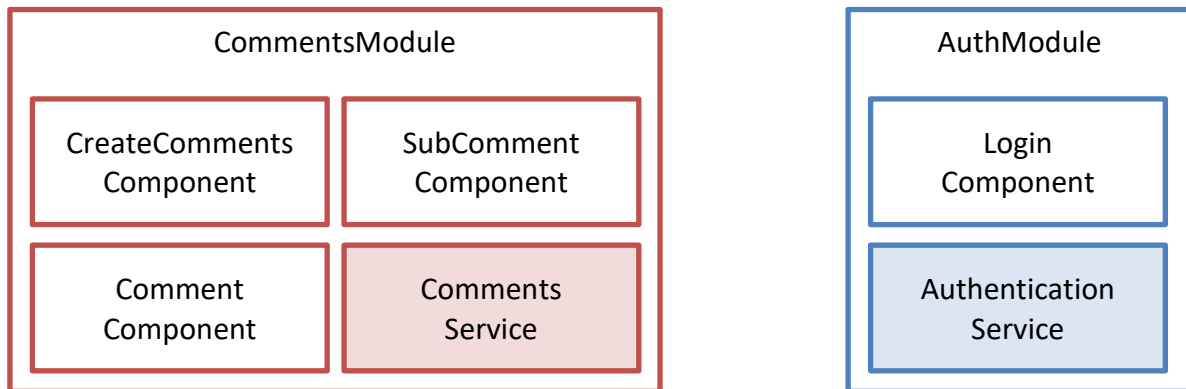 CommentsModule
CreateComments
Component
SubComment
Component
Comment
Component
Comments
Service
AuthModule
Login
Component
Authentication
Service